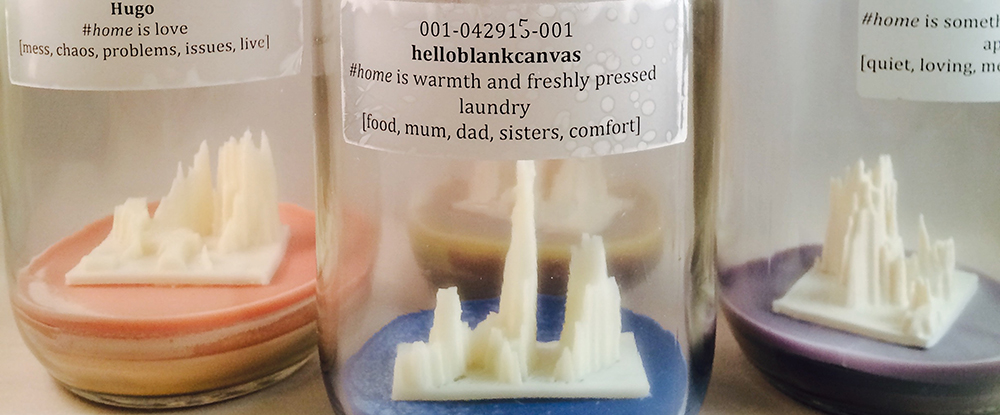 Hugo
#home is love
[mess, chaos, problems, issues, live]
001-042915-001
helloblankcanvas
#home is warmth and freshly pressed
laundry
[food, mum, dad, sisters, comfort]
#home is
[quiet, loving,